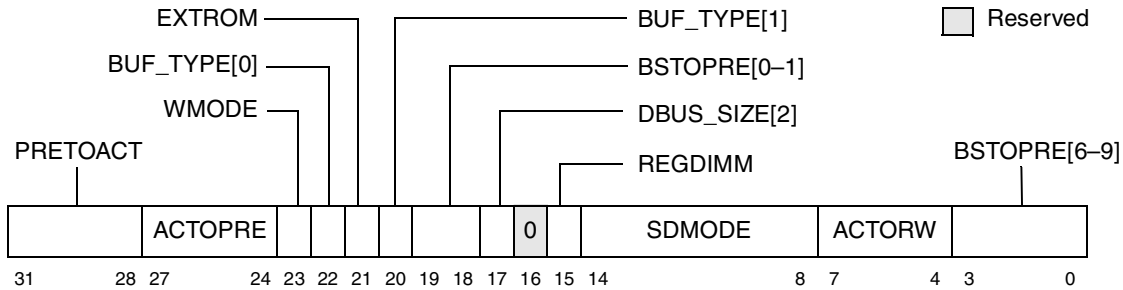 EXTROM
BUF_TYPE[1]
Reserved
BUF_TYPE[0]
BSTOPRE[0–1]
WMODE
DBUS_SIZE[2]
PRETOACT
REGDIMM
BSTOPRE[6–9]
ACTOPRE
0
SDMODE
ACTORW
31 28 27 24 23 22 21 20 19 18 17 16 15 14 8 7 4 3 0